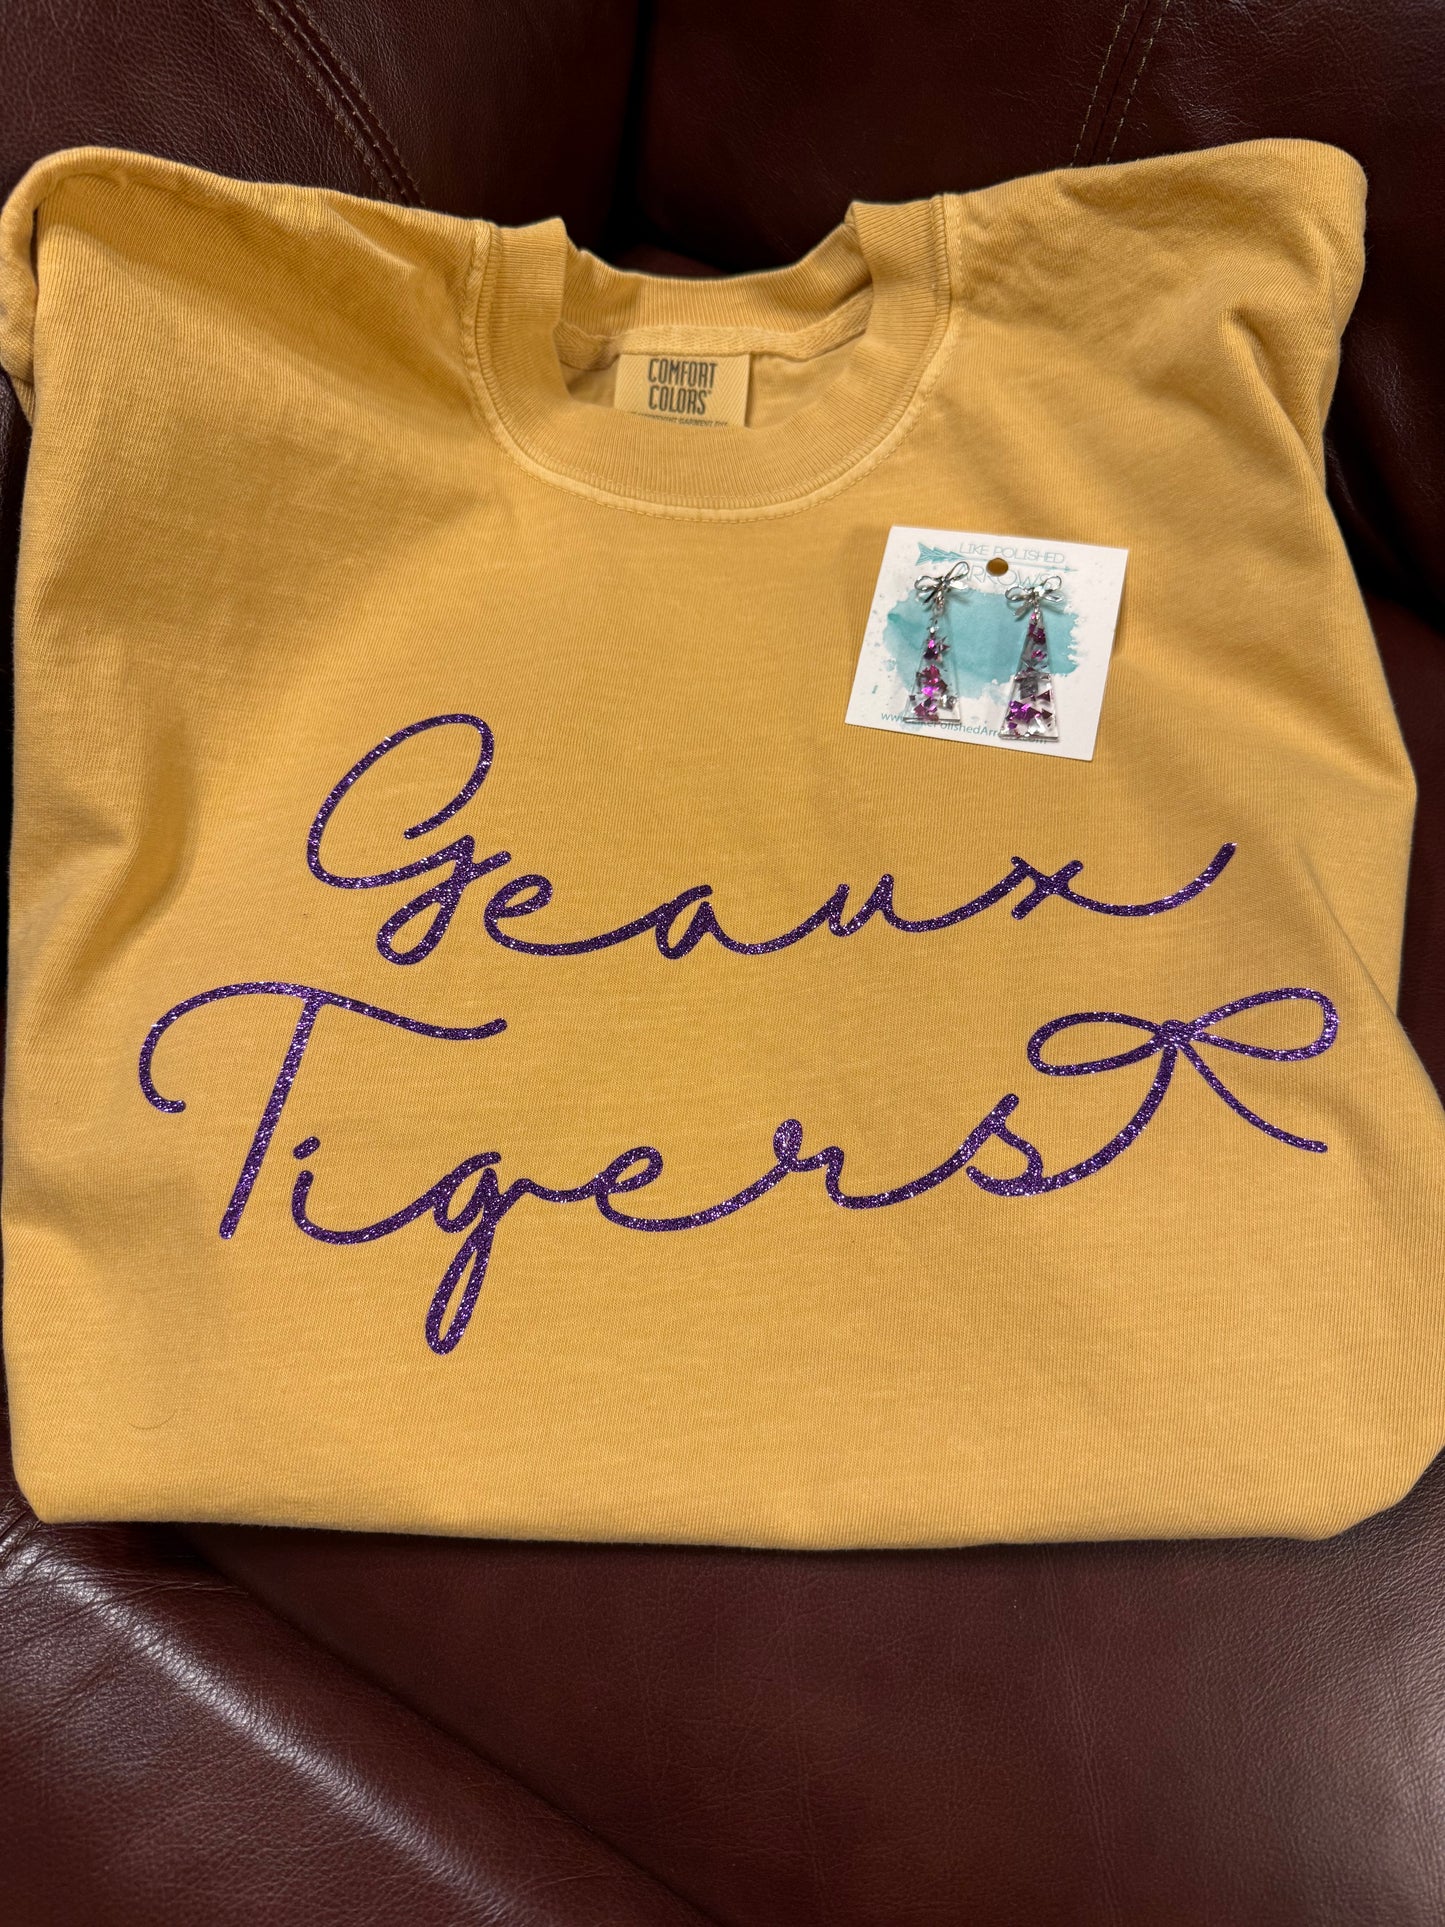 COMFORT
COLORS
LIKE POLISHED
ARROWS
Geaux
Tigers